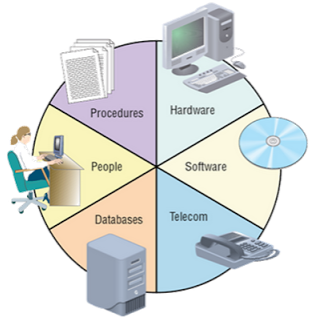 Procedures
Hardware
People
Software
Databases
Telecom